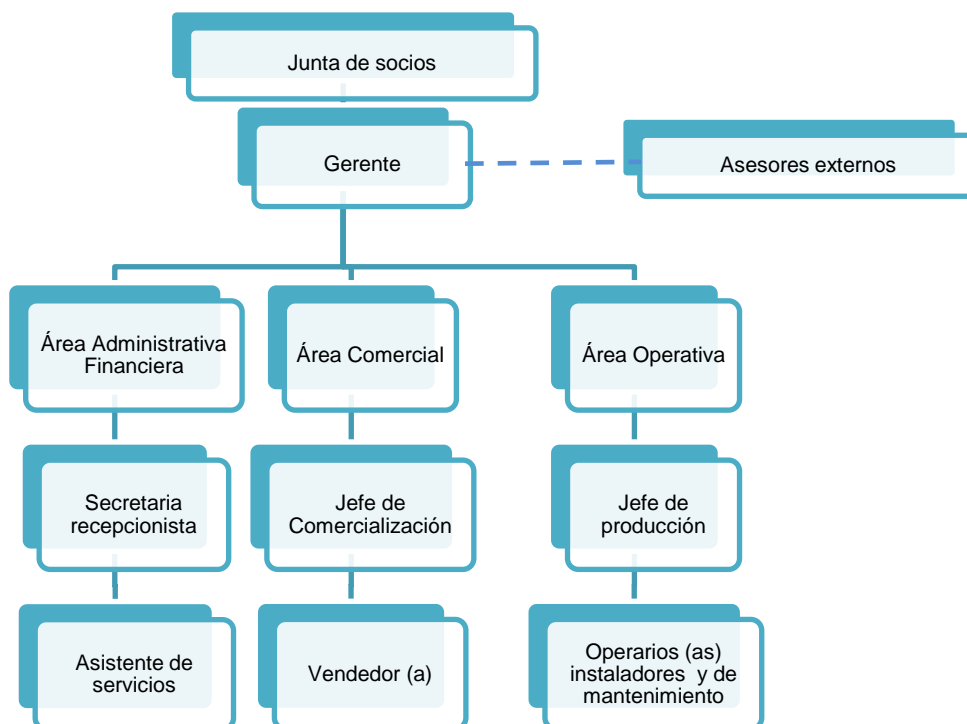 Junta de socios
Gerente
Asesores externos
Área Administrativa
Financiera
Área Comercial
Área Operativa
Secretaria
recepcionista
Jefe de
Comercialización
Jefe de
producción
Asistente de
servicios
Vendedor (a)
Operarios (as)
instaladores y de
mantenimiento